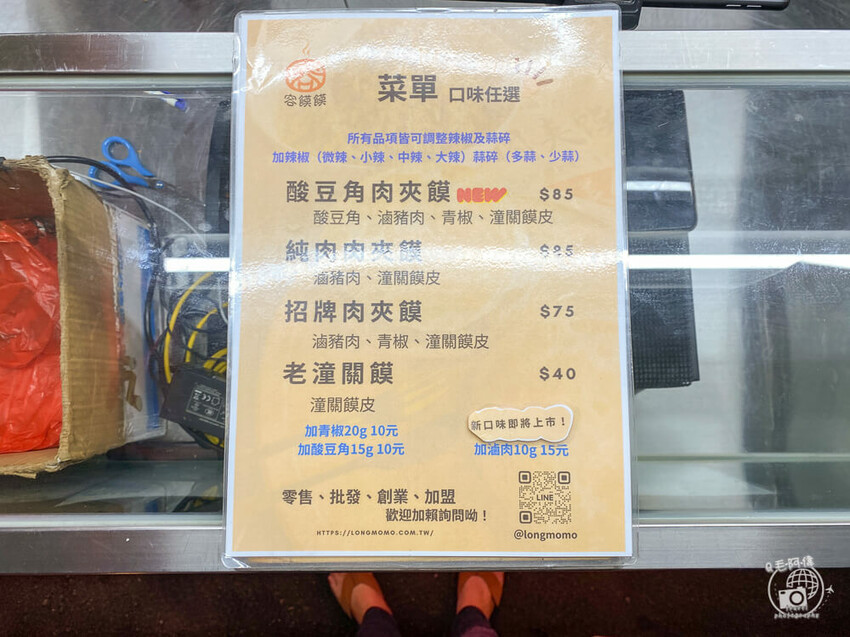 容饃饃
菜單 口味任選
所有品項皆可調整辣椒及蒜碎
加辣椒（微辣、小辣、中辣、大辣）蒜碎（多蒜、少蒜）
酸豆角肉夾饃 NEW $85
酸豆角、滷豬肉、青椒、潼關饃皮
純肉肉夾饃 $85
滷豬肉、潼關饃皮
招牌肉夾饃 $75
滷豬肉、青椒、潼關饃皮
老潼關饃 $40
潼關饃皮
新口味即將上市！
加青椒20g 10元
加酸豆角15g 10元 加滷肉10g 15元
零售、批發、創業、加盟
歡迎加賴詢問呦！
LINE
HTTPS://LONGMOMO.COM.TW/
@longmomo
毛阿偉
travel
photography